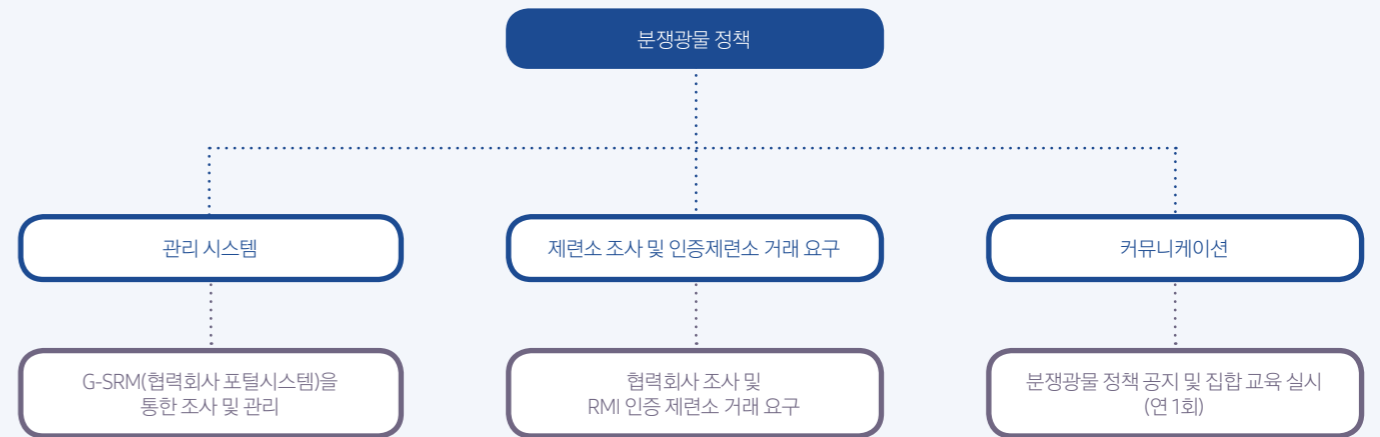 분쟁광물 정책
관리 시스템
제련소 조사 및 인증제련소 거래 요구
커뮤니케이션
G-SRM(협력회사 포털시스템)을
통한 조사 및 관리
협력회사 조사 및
RMI 인증 제련소 거래 요구
분쟁광물 정책 공지 및 집합 교육 실시
(연 1회)